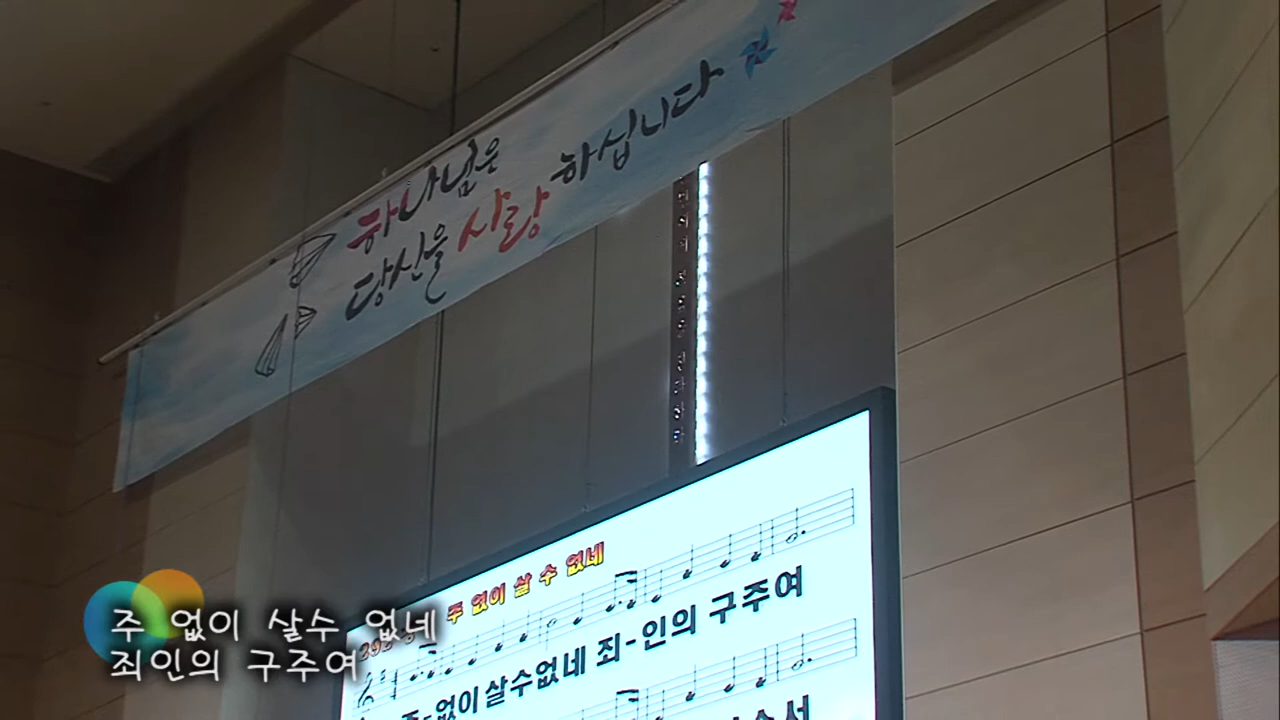 하나님은
당신을 사랑 하십니다
주 없이 살 수 없네
주-없이 살수없네 죄-인의 구주여
주 없이 살수 없네
죄인의 구주여